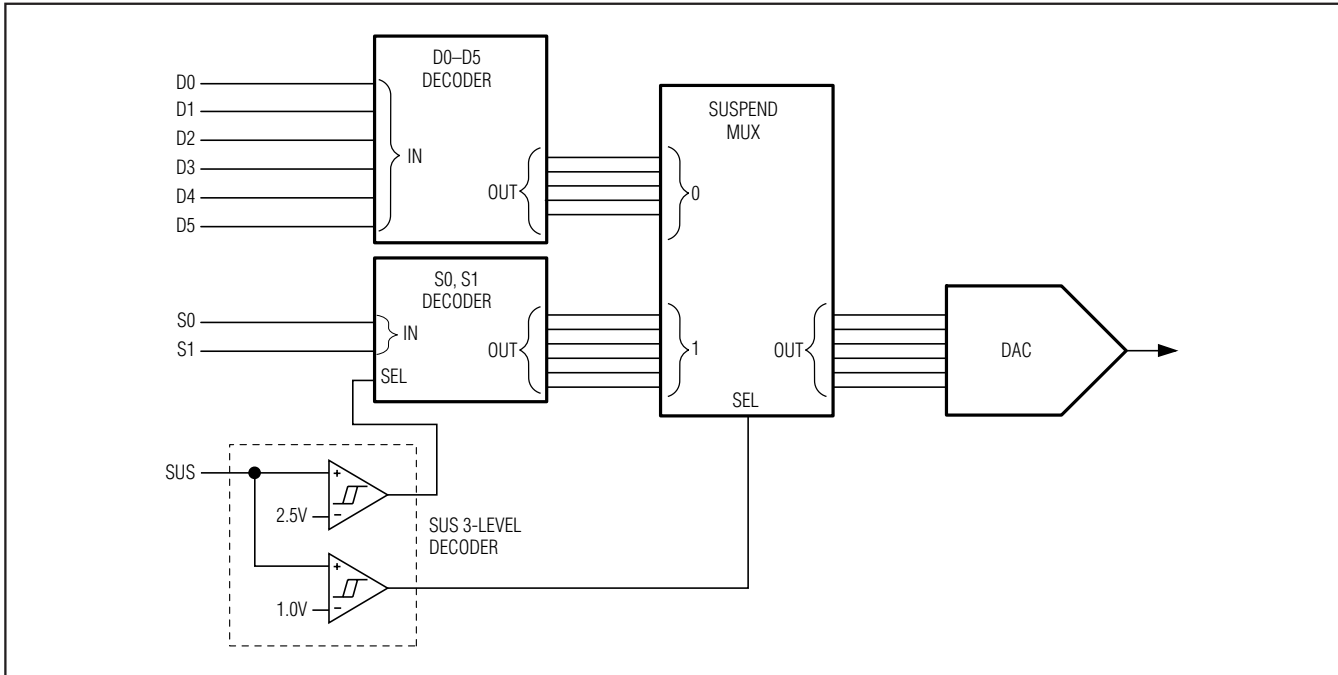 D0–D5
DECODER
D0
D1
D2
D3
D4
D5
IN
OUT
SUSPEND
MUX
0
S0, S1
DECODER
S0
S1
IN
OUT
SEL
1
OUT
SEL
DAC
SUS
+
2.5V
–
SUS 3-LEVEL
DECODER
+
1.0V
–